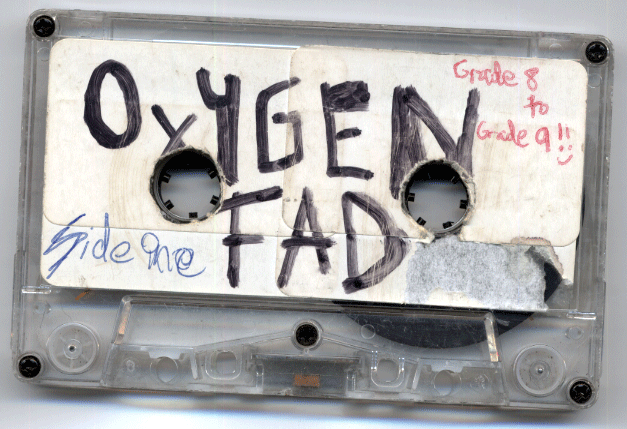 OxYGEN
FAD
Grade 8
to
Grade 9!!
Side one